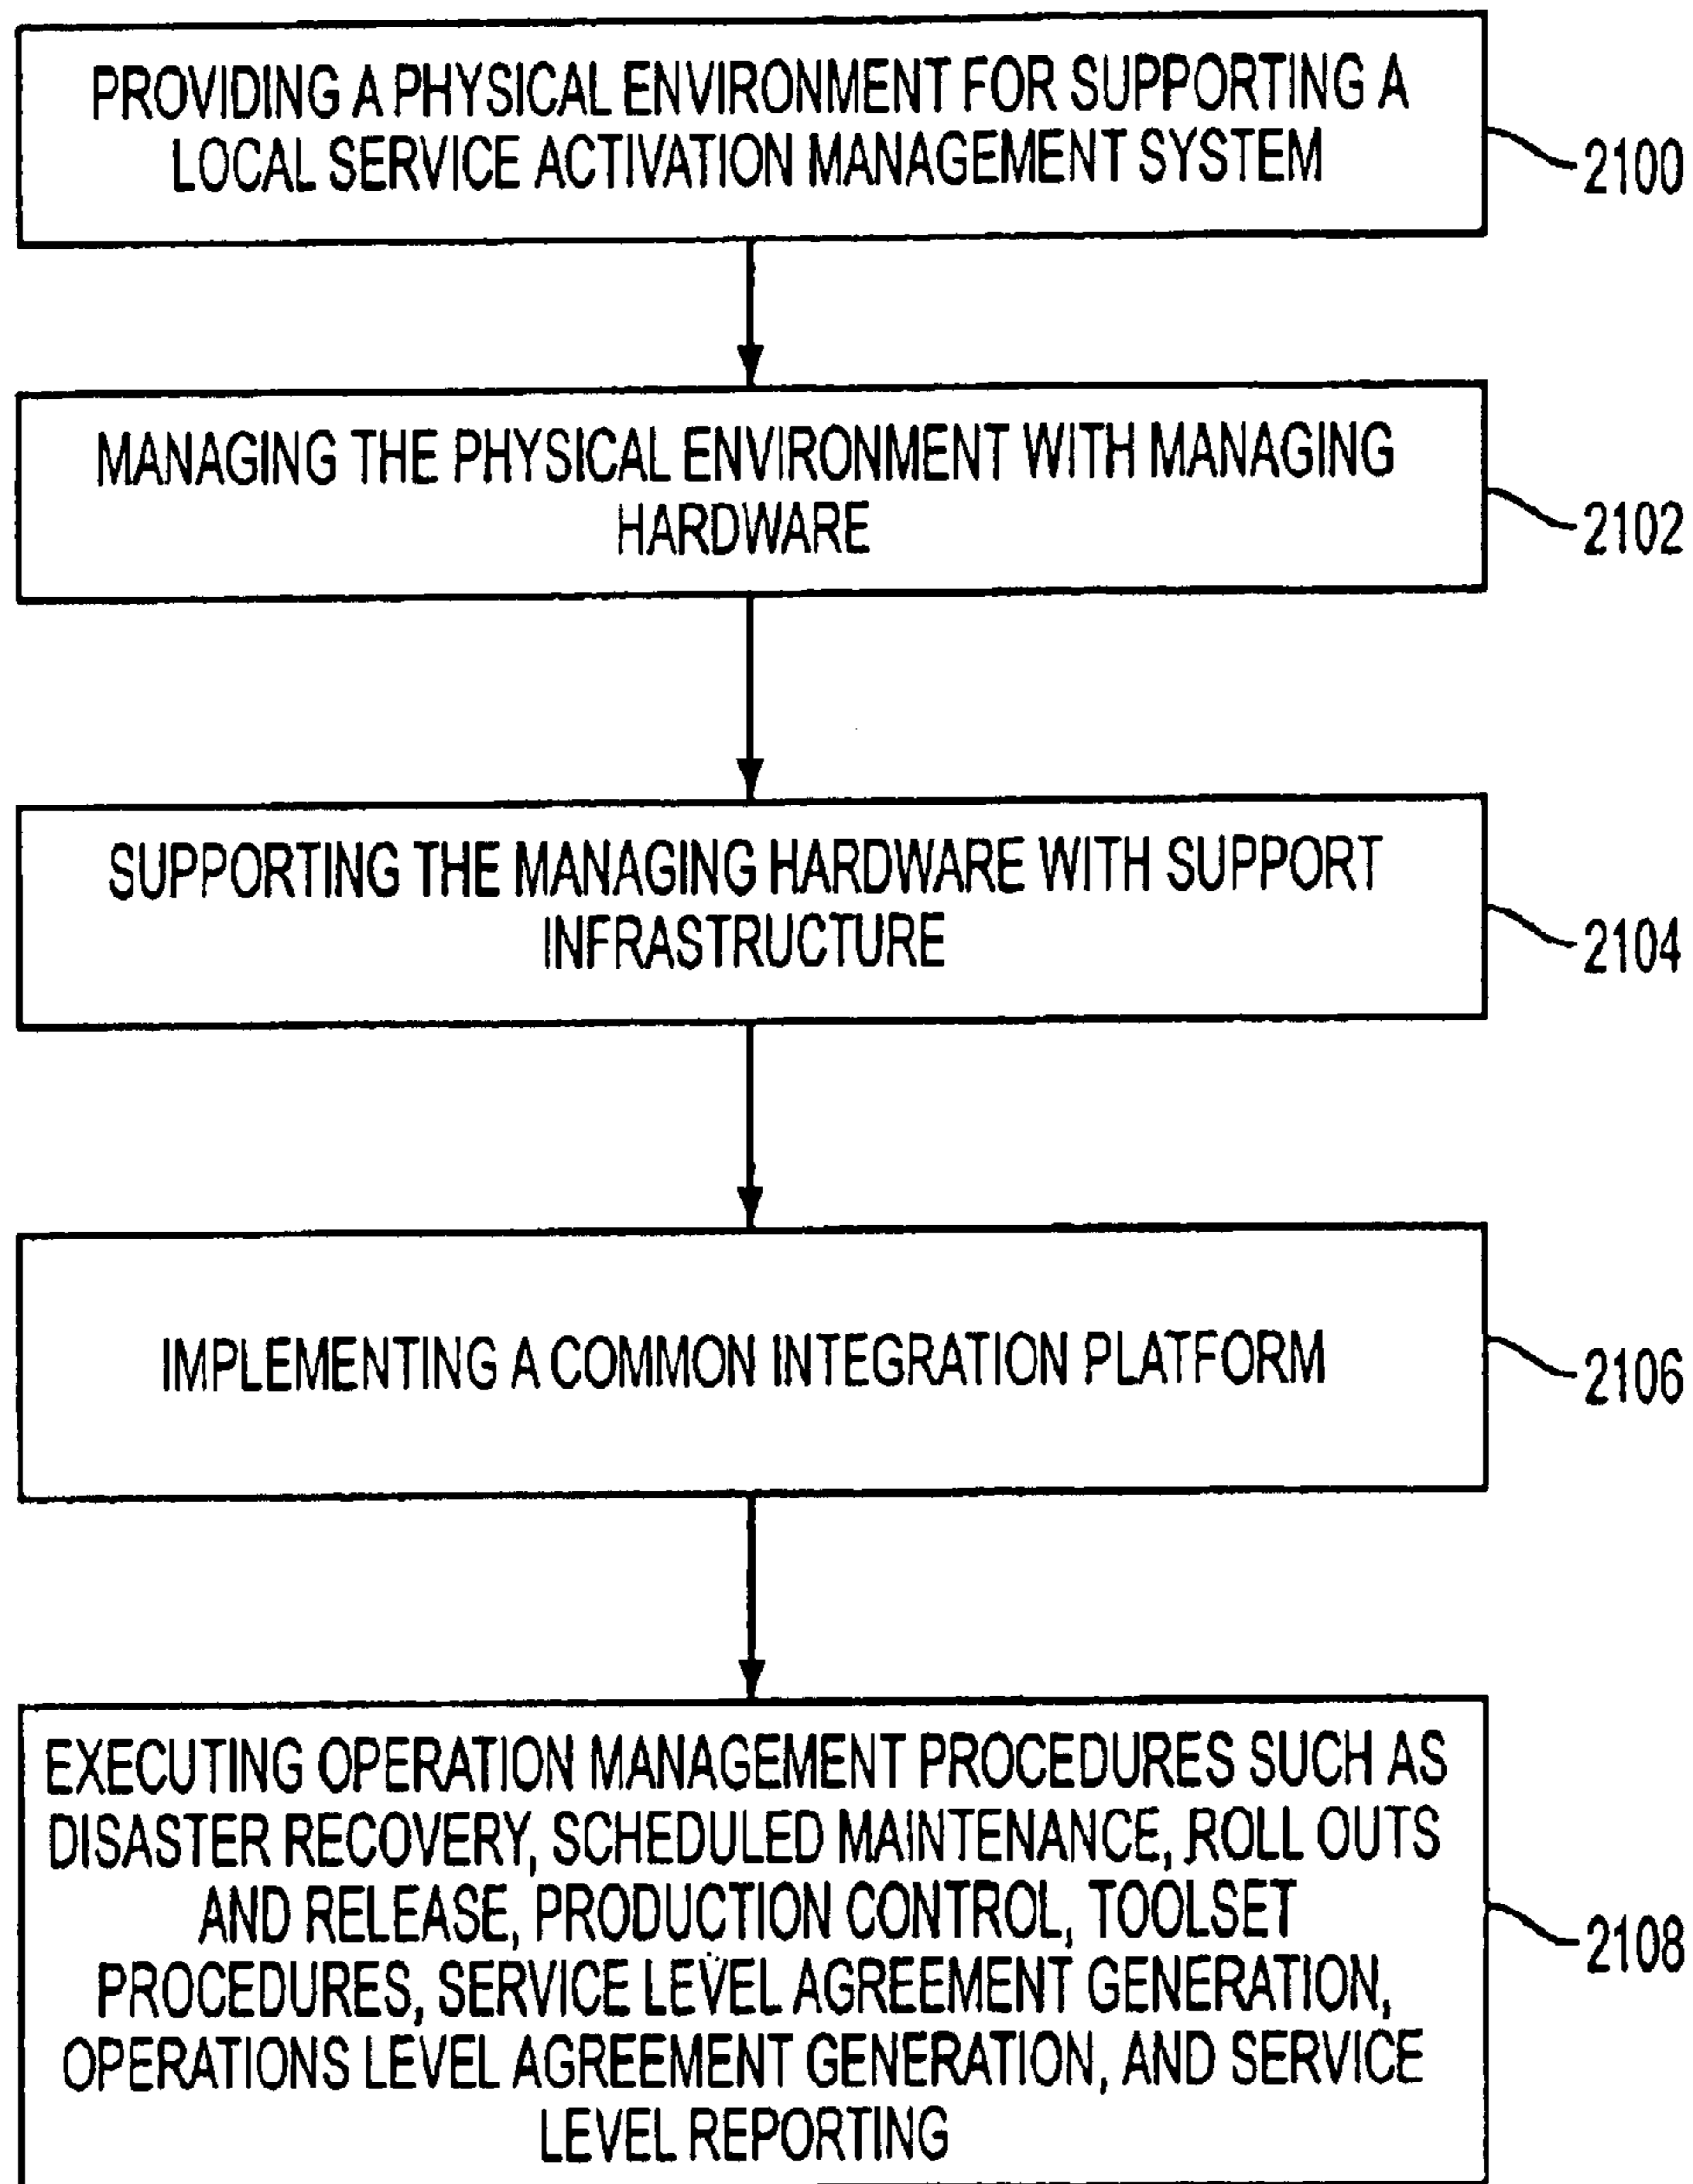 PROVIDING A PHYSICAL ENVIRONMENT FOR SUPPORTING A
LOCAL SERVICE ACTIVATION MANAGEMENT SYSTEM
2100
MANAGING THE PHYSICAL ENVIRONMENT WITH MANAGING
HARDWARE
2102
SUPPORTING THE MANAGING HARDWARE WITH SUPPORT
INFRASTRUCTURE
2104
IMPLEMENTING A COMMON INTEGRATION PLATFORM
2106
EXECUTING OPERATION MANAGEMENT PROCEDURES SUCH AS
DISASTER RECOVERY, SCHEDULED MAINTENANCE, ROLL OUTS
AND RELEASE, PRODUCTION CONTROL, TOOLSET
PROCEDURES, SERVICE LEVEL AGREEMENT GENERATION,
OPERATIONS LEVEL AGREEMENT GENERATION, AND SERVICE
LEVEL REPORTING
2108